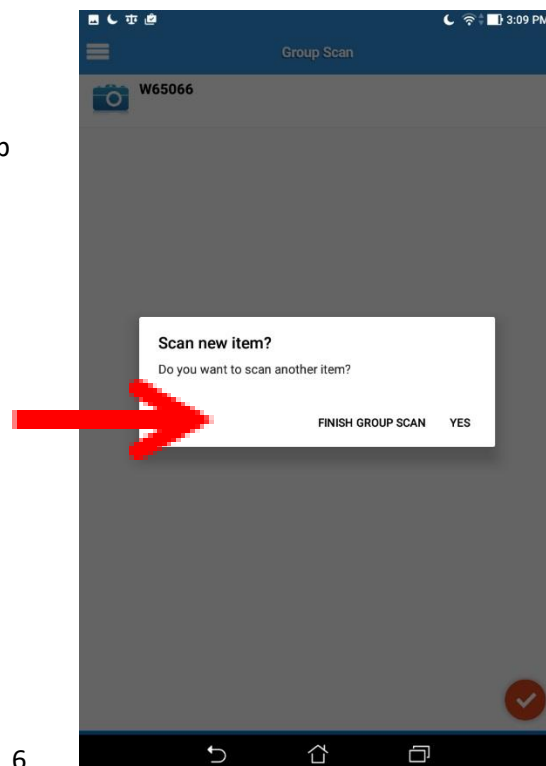 3:09 PM
Group Scan
W65066
Scan new item?
Do you want to scan another item?
FINISH GROUP SCAN YES
6